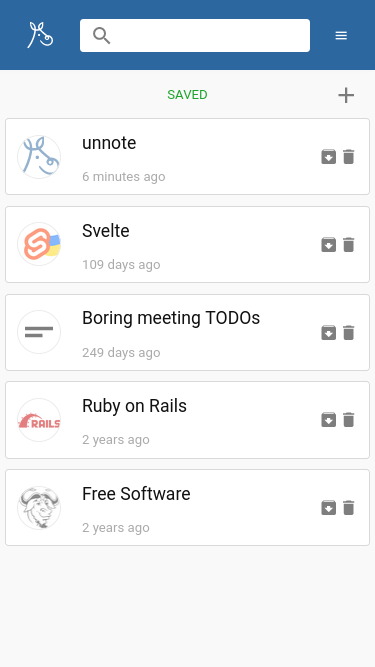 SAVED
unnote
6 minutes ago
Svelte
109 days ago
Boring meeting TODOs
249 days ago
RAILS
Ruby on Rails
2 years ago
Free Software
2 years ago